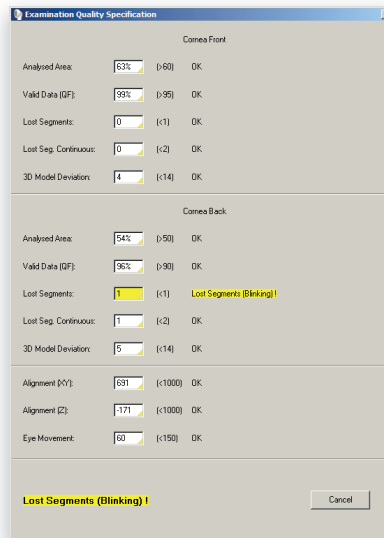 Examination Quality Specification
Cornea Front
Analysed Area: 63% (>60) OK
Valid Data (QF): 99% (>95) OK
Lost Segments: 0 (<1) OK
Lost Seg. Continuous: 0 (<2) OK
3D Model Deviation: 4 (<14) OK
Cornea Back
Analysed Area: 54% (>50) OK
Valid Data (QF): 96% (>90) OK
Lost Segments: 1 (<1) Lost Segments (Blinking) !
Lost Seg. Continuous: 1 (<2) OK
3D Model Deviation: 5 (<14) OK
Alignment (XY): 691 (<1000) OK
Alignment (Z): -171 (<1000) OK
Eye Movement: 60 (<150) OK
Lost Segments (Blinking) ! Cancel